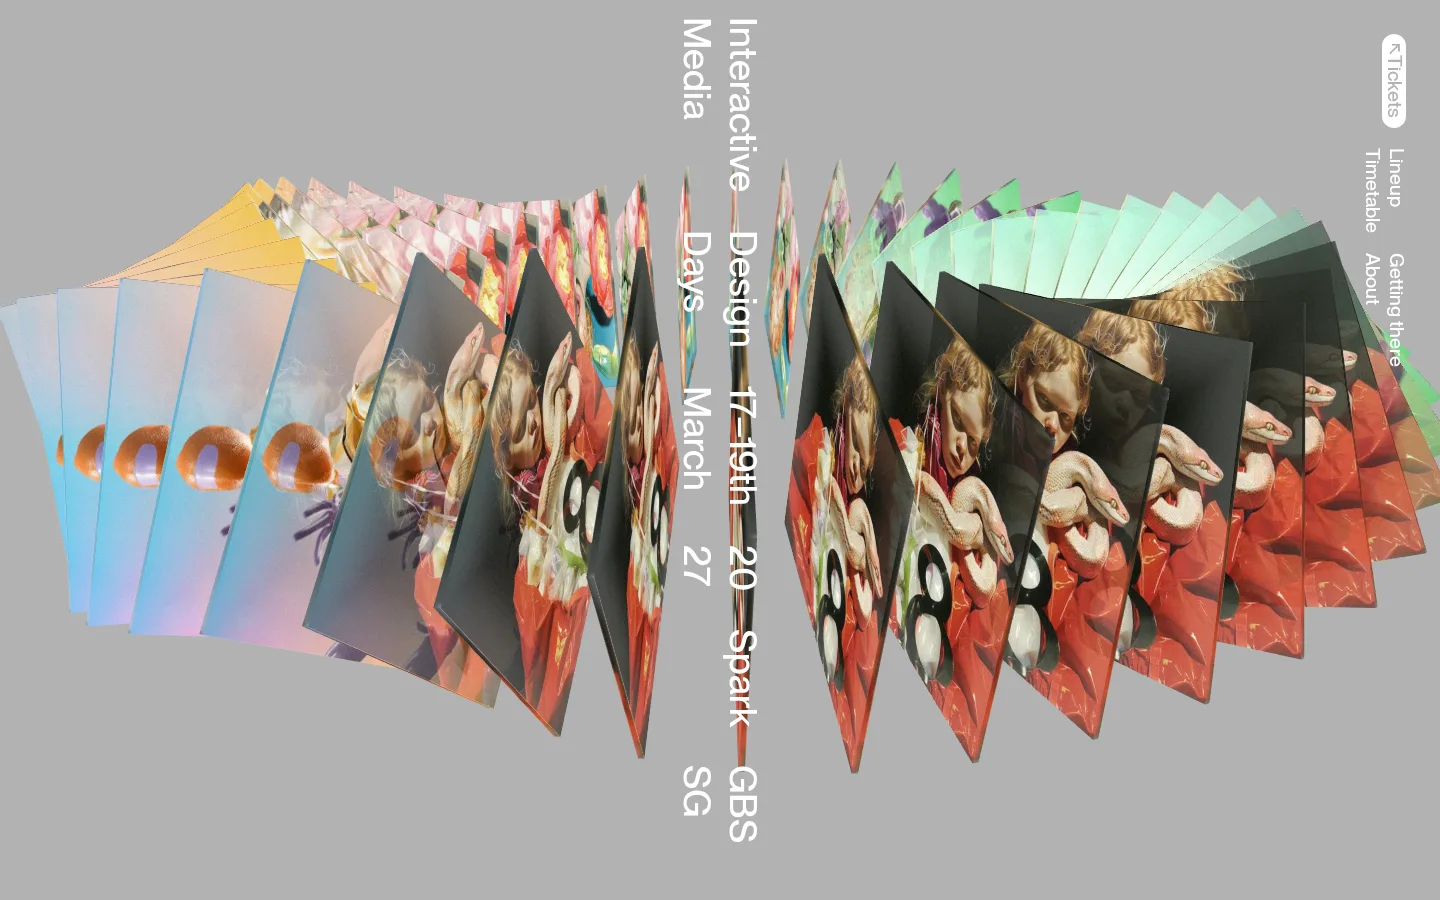 Interactive Design 17–19th 20 Spark GBS
Media Days March 27 SG
↖Tickets
Lineup
Timetable
Getting there
About